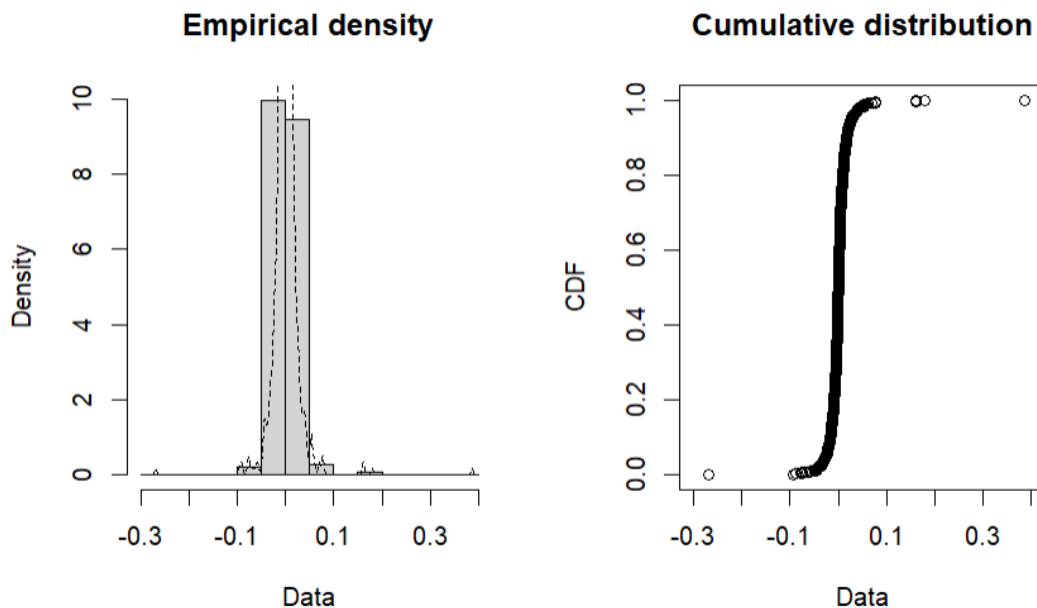 Empirical density
Density
10
8
6
4
2
0
-0.3 -0.1 0.1 0.3
Data
Cumulative distribution
CDF
1.0
0.8
0.6
0.4
0.2
0.0
-0.3 -0.1 0.1 0.3
Data